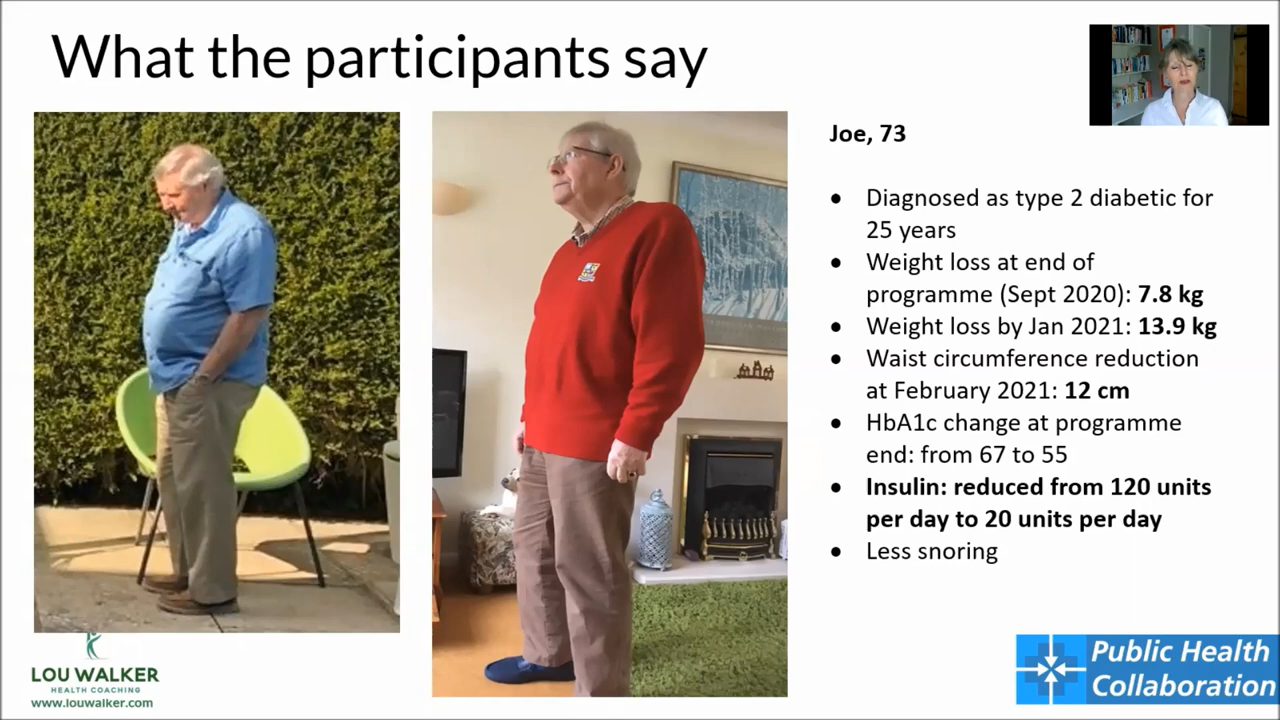 What the participants say
Joe, 73
● Diagnosed as type 2 diabetic for
25 years
● Weight loss at end of
programme (Sept 2020): 7.8 kg
● Weight loss by Jan 2021: 13.9 kg
● Waist circumference reduction
at February 2021: 12 cm
● HbA1c change at programme
end: from 67 to 55
● Insulin: reduced from 120 units
per day to 20 units per day
● Less snoring
LOU WALKER
HEALTH COACHING
www.louwalker.com
Public Health
Collaboration